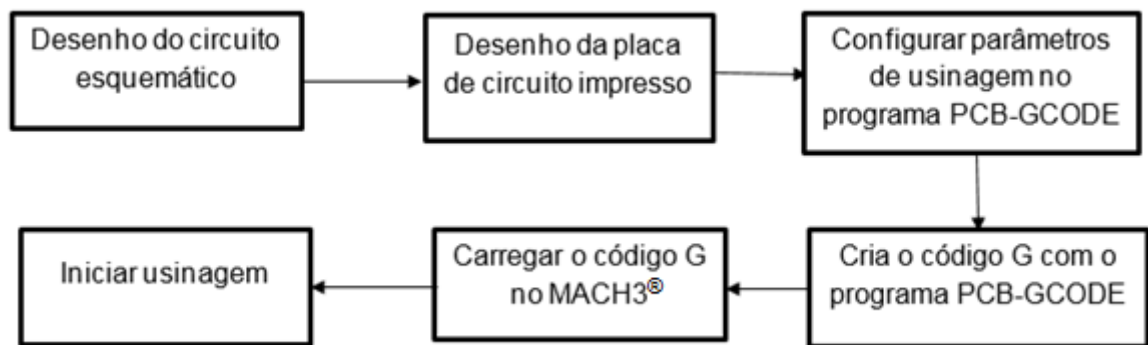 Desenho do circuito
esquemático
Desenho da placa
de circuito impresso
Configurar parâmetros
de usinagem no
programa PCB-GCODE
Cria o código G com o
programa PCB-GCODE
Carregar o código G
no MACH3®
Iniciar usinagem